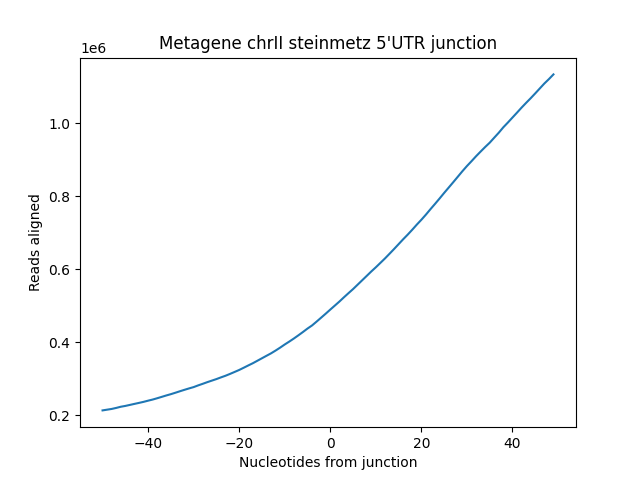 Metagene chrII steinmetz 5'UTR junction
1e6
1.0
0.8
0.6
0.4
0.2
Reads aligned
−40 −20 0 20 40
Nucleotides from junction